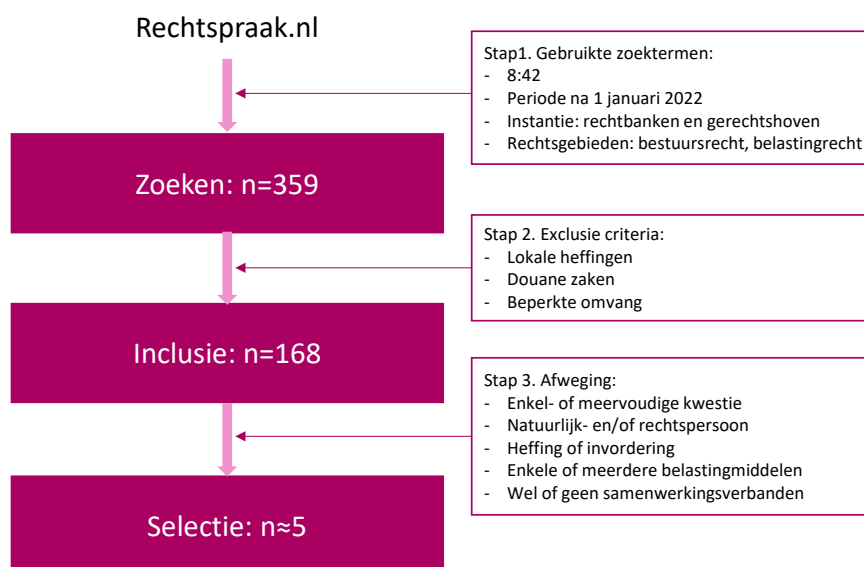 Rechtspraak.nl
Stap1. Gebruikte zoektermen:
- 8:42
- Periode na 1 januari 2022
- Instantie: rechtbanken en gerechtshoven
- Rechtsgebieden: bestuursrecht, belastingrecht
Zoeken: n=359
Stap 2. Exclusie criteria:
- Lokale heffingen
- Douane zaken
- Beperkte omvang
Inclusie: n=168
Stap 3. Afweging:
- Enkel- of meervoudige kwestie
- Natuurlijk- en/of rechtspersoon
- Heffing of invordering
- Enkele of meerdere belastingmiddelen
- Wel of geen samenwerkingsverbanden
Selectie: n≈5